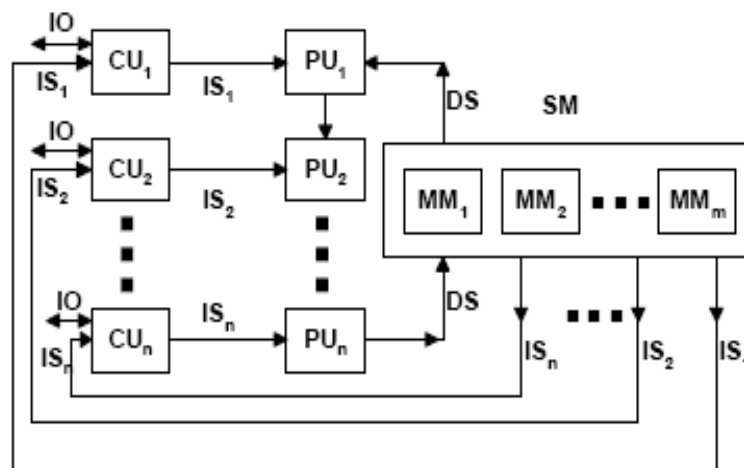 IO
CU₁
IS₁
IS₁
PU₁
DS
SM
IO
CU₂
IS₂
IS₂
PU₂
MM₁
MM₂
MMₘ
IO
CUₙ
ISₙ
ISₙ
PUₙ
DS
ISₙ
IS₂
IS